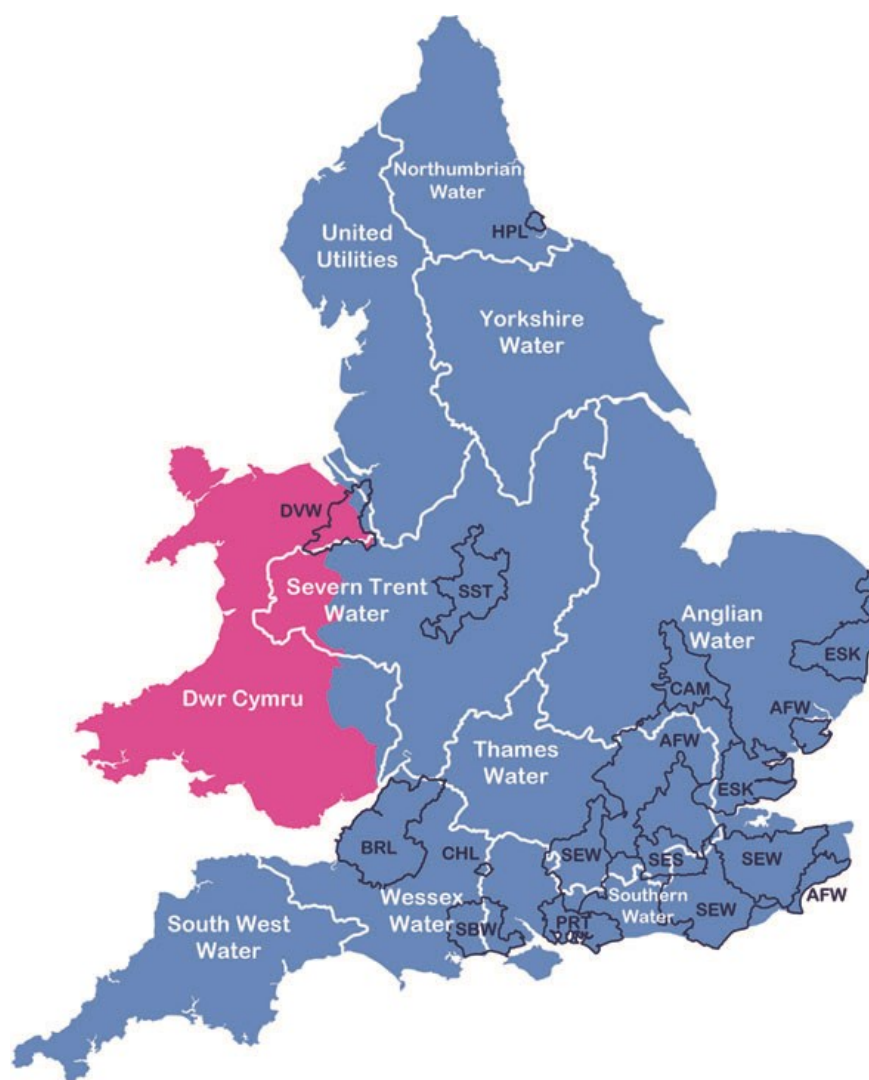 Northumbrian
Water
HPL
United
Utilities
Yorkshire
Water
DVW
Severn Trent
Water
SST
Anglian
Water
ESK
CAM
Dwr Cymru
AFW
AFW
Thames
Water
ESK
BRL
CHL
SEW
SES
SEW
AFW
Wessex
Water
Southern
Water
SEW
South West
Water
SBW
PRT